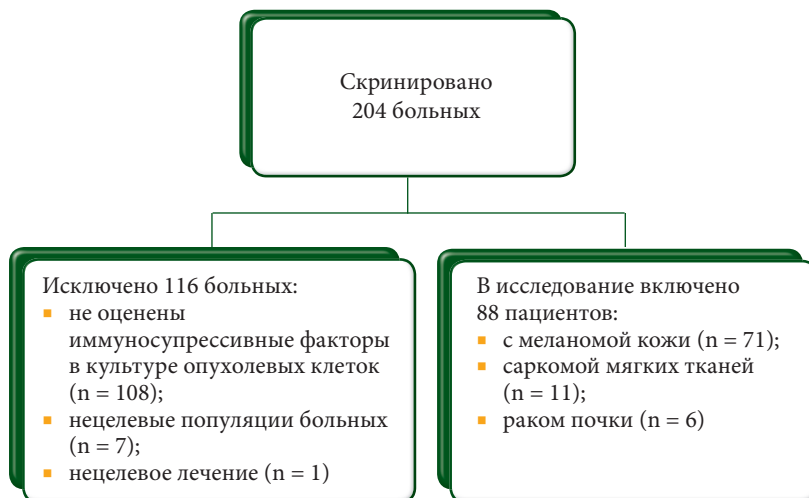 Скринировано
204 больных
Исключено 116 больных:
▪ не оценены
иммуносупрессивные факторы
в культуре опухолевых клеток
(n = 108);
▪ нецелевые популяции больных
(n = 7);
▪ нецелевое лечение (n = 1)
В исследование включено
88 пациентов:
▪ с меланомой кожи (n = 71);
▪ саркомой мягких тканей
(n = 11);
▪ раком почки (n = 6)